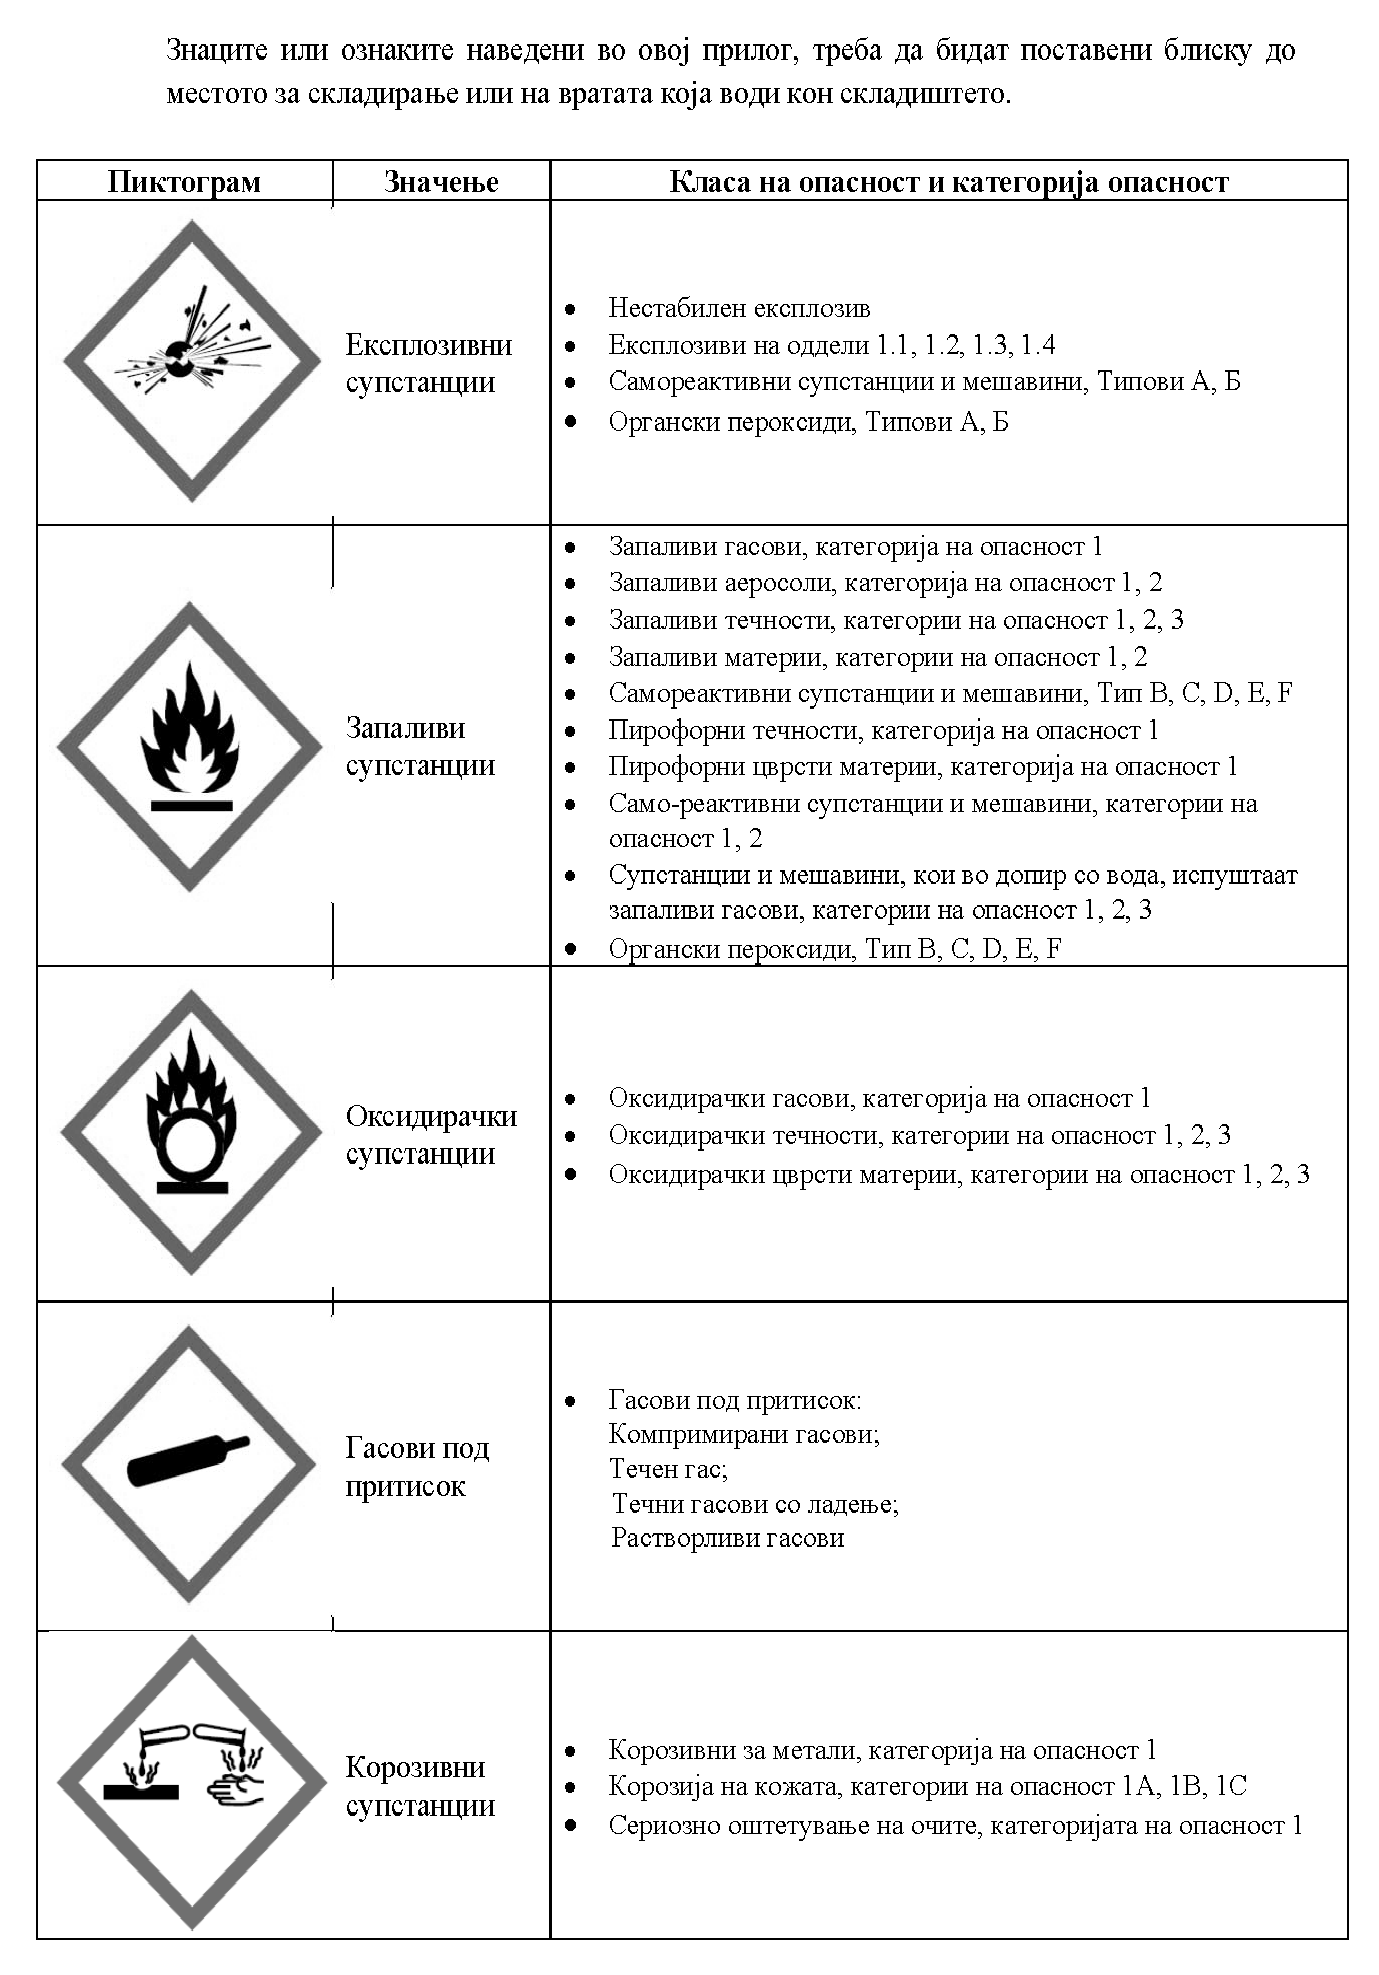 Знаците или ознаките наведени во овој прилог, треба да бидат поставени блиску до
местото за складирање или на вратата која води кон складиштето.
Пиктограм Значење Класа на опасност и категорија опасност
Експлозивни
супстанции
• Нестабилен експлозив
• Експлозиви на оддели 1.1, 1.2, 1.3, 1.4
• Самореактивни супстанции и мешавини, Типови А, Б
• Органски пероксиди, Типови А, Б
Запаливи
супстанции
• Запаливи гасови, категорија на опасност 1
• Запаливи аеросоли, категорија на опасност 1, 2
• Запаливи течности, категории на опасност 1, 2, 3
• Запаливи материи, категории на опасност 1, 2
• Самореактивни супстанции и мешавини, Тип B, C, D, E, F
• Пирофорни течности, категорија на опасност 1
• Пирофорни цврсти материи, категорија на опасност 1
• Само-реактивни супстанции и мешавини, категории на
опасност 1, 2
• Супстанции и мешавини, кои во допир со вода, испуштаат
запаливи гасови, категории на опасност 1, 2, 3
• Органски пероксиди, Тип B, C, D, E, F
Оксидирачки
супстанции
• Оксидирачки гасови, категорија на опасност 1
• Оксидирачки течности, категории на опасност 1, 2, 3
• Оксидирачки цврсти материи, категории на опасност 1, 2, 3
Гасови под
притисок
• Гасови под притисок:
Компримирани гасови;
Течен гас;
Течни гасови со ладење;
Растворливи гасови
Корозивни
супстанции
• Корозивни за метали, категорија на опасност 1
• Корозија на кожата, категории на опасност 1A, 1B, 1C
• Сериозно оштетување на очите, категоријата на опасност 1